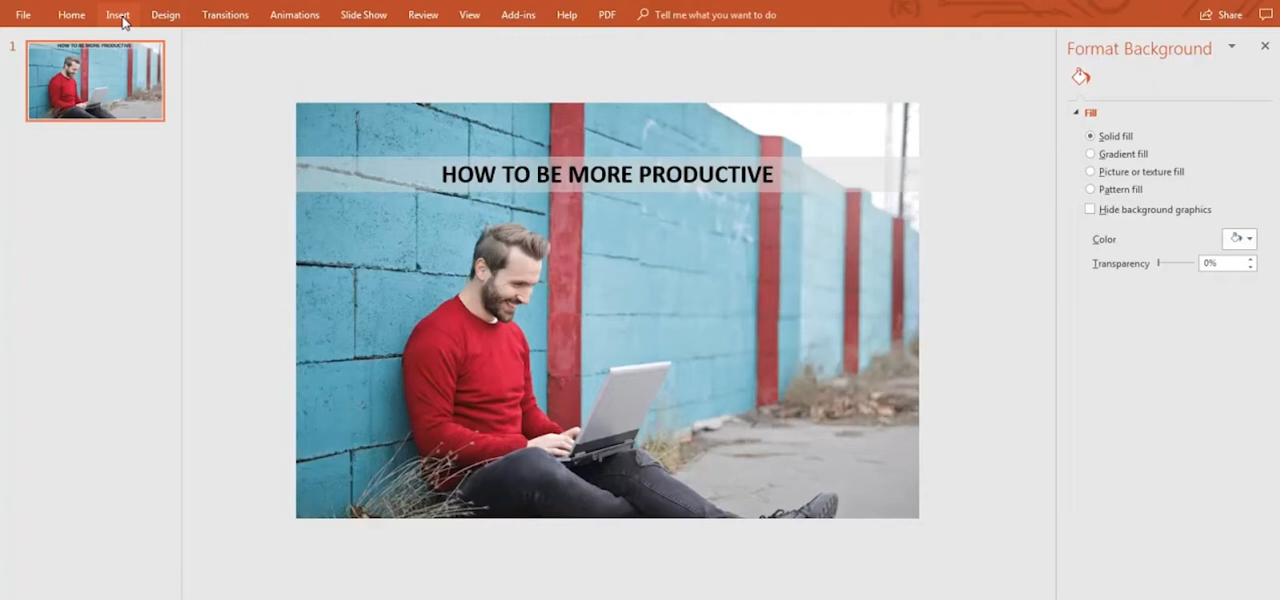 File Home Insert Design Transitions Animations Slide Show Review View Add-ins Help PDF Tell me what you want to do Share
1
HOW TO BE MORE PRODUCTIVE
HOW TO BE MORE PRODUCTIVE
Format Background
Fill
Solid fill
Gradient fill
Picture or texture fill
Pattern fill
Hide background graphics
Color
Transparency 0%